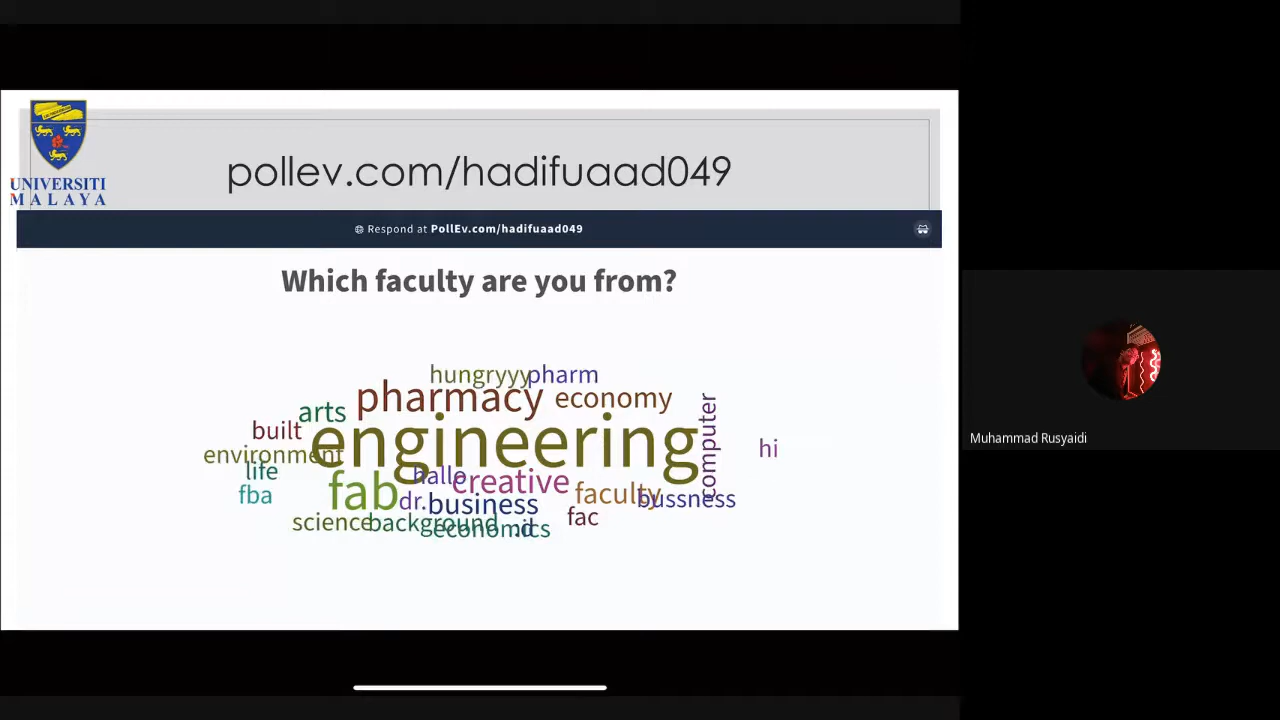 UNIVERSITI
MALAYA
pollev.com/hadifuaad049
Respond at PollEv.com/hadifuaad049
Which faculty are you from?
hungryyy pharm
pharmacy economy
arts
built
engineering
computer
hi
environment
life
hallo
creative
fba
fab
dr.
business
faculty
bussness
science
background
economics
.id
fac
Muhammad Rusyaidi